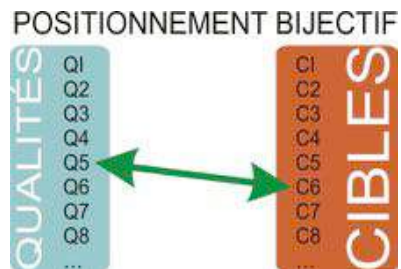 POSITIONNEMENT BIJECTIF
QUALITÉS
Q1
Q2
Q3
Q4
Q5
Q6
Q7
Q8
...
C1
C2
C3
C4
C5
C6
C7
C8
...
CIBLES